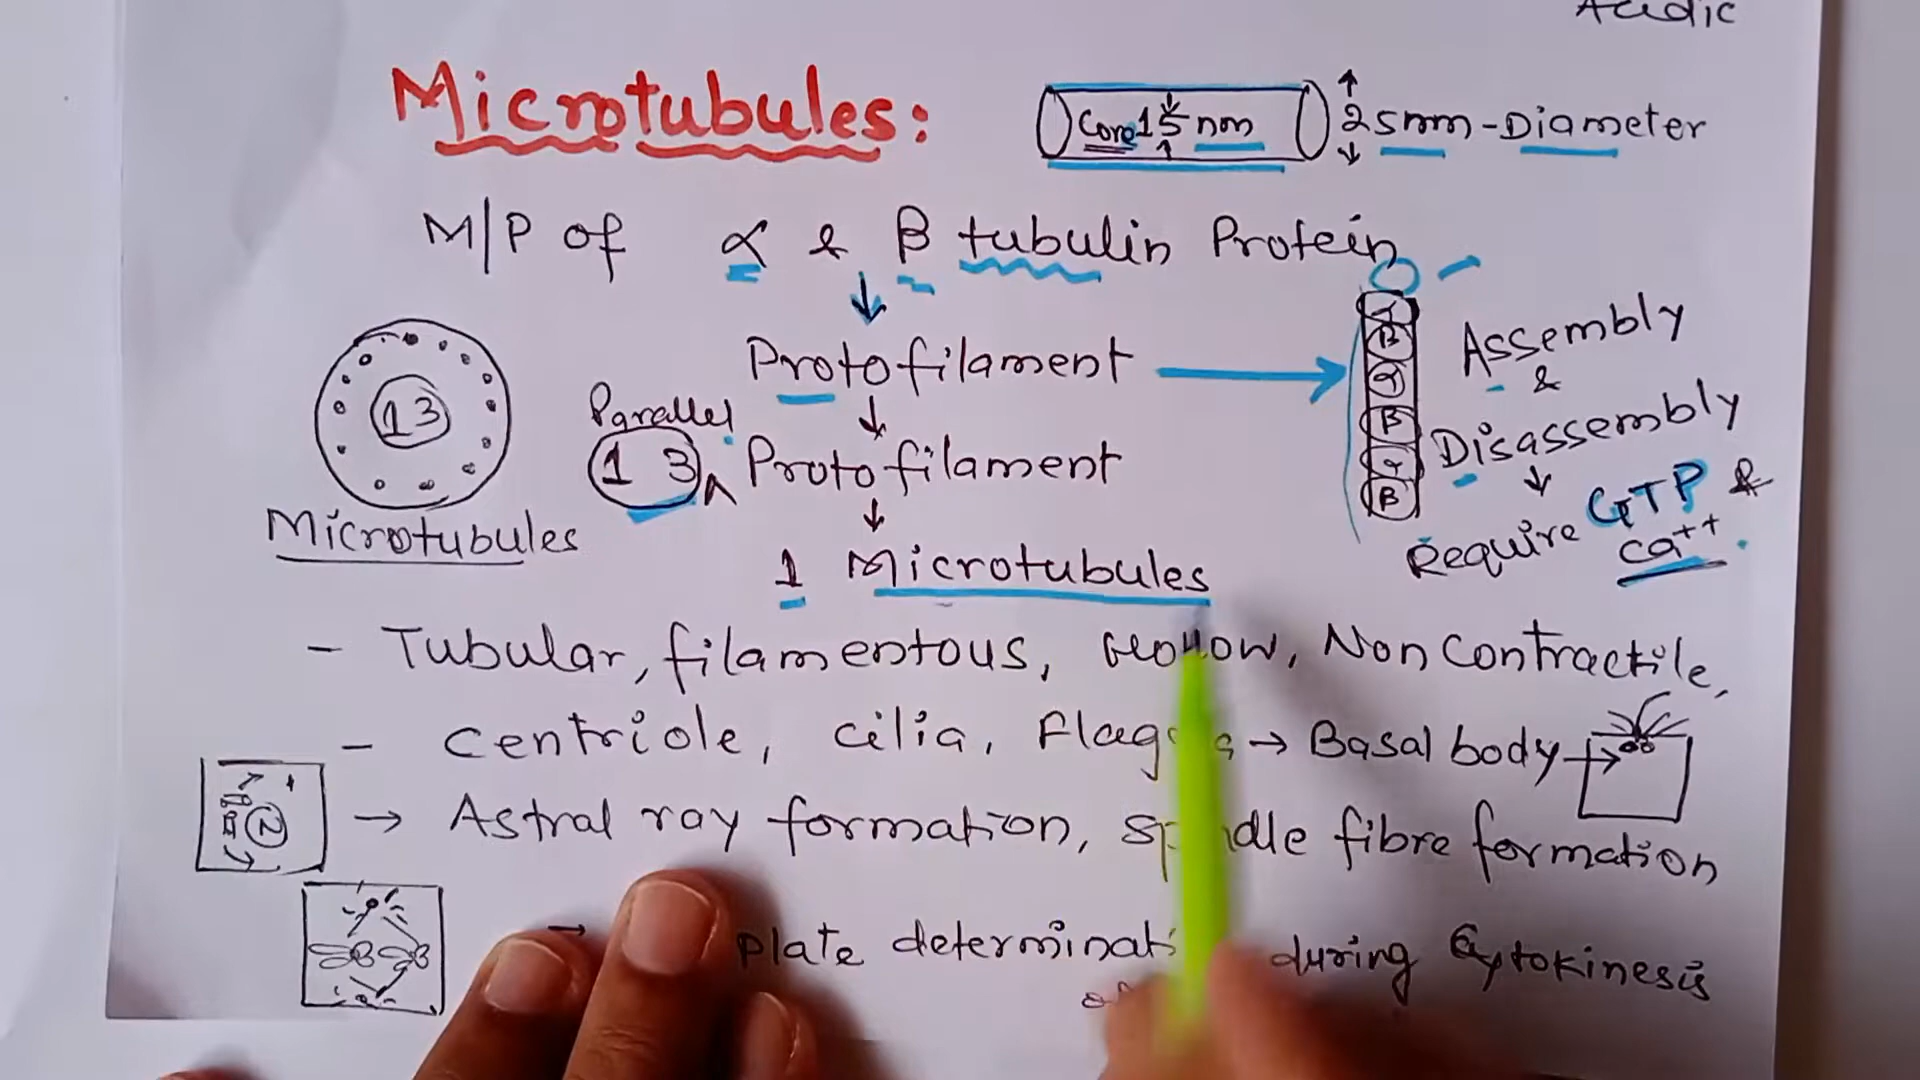 Acidic
Microtubules:
Core 15 nm
25nm-Diameter
M/P of α & β tubulin Protein
Protofilament
Assembly
&
Disassembly
Require GTP &
Ca++
α
β
α
β
α
β
13
Microtubules
Parallel
13 Protofilament
1 Microtubules
- Tubular, filamentous, Hollow, Non Contractile,
- Centriole, Cilia, → Basal body
N
→ Astral ray formation, fibre formation
→ plate during Cytokinesis